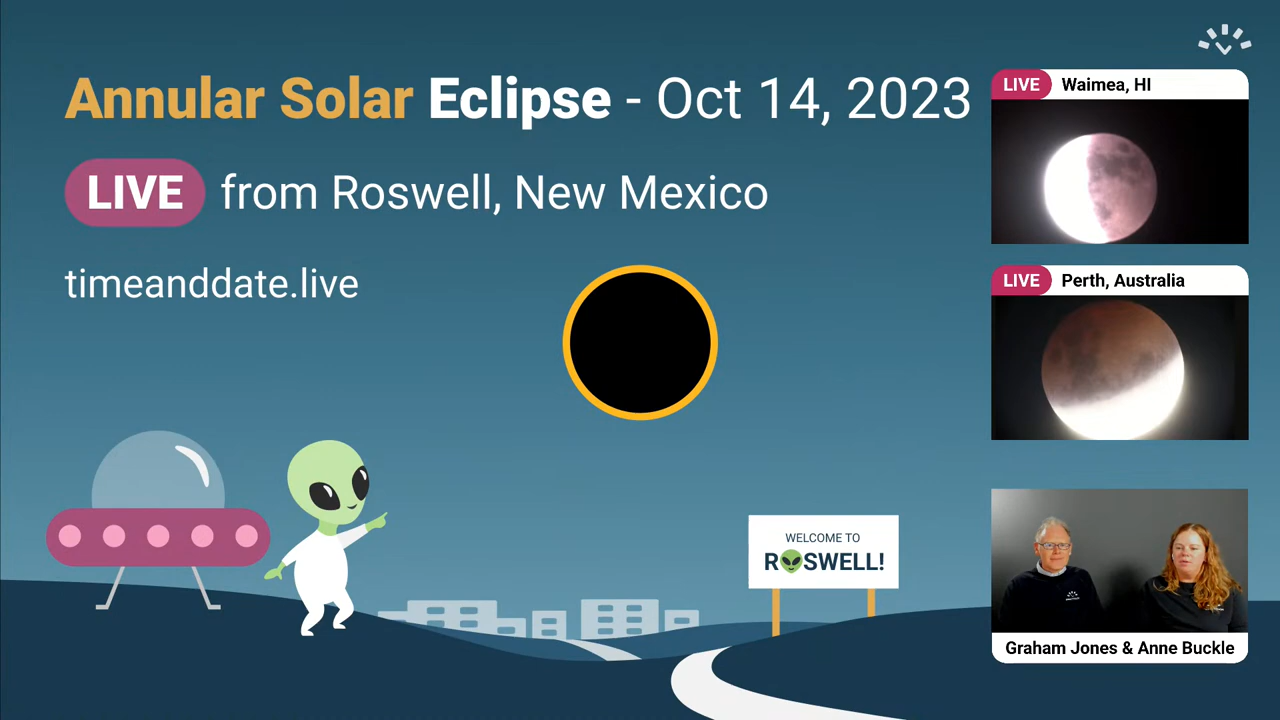 Annular Solar Eclipse - Oct 14, 2023
LIVE from Roswell, New Mexico
timeanddate.live
WELCOME TO
ROSWELL!
LIVE Waimea, HI
LIVE Perth, Australia
Graham Jones & Anne Buckle